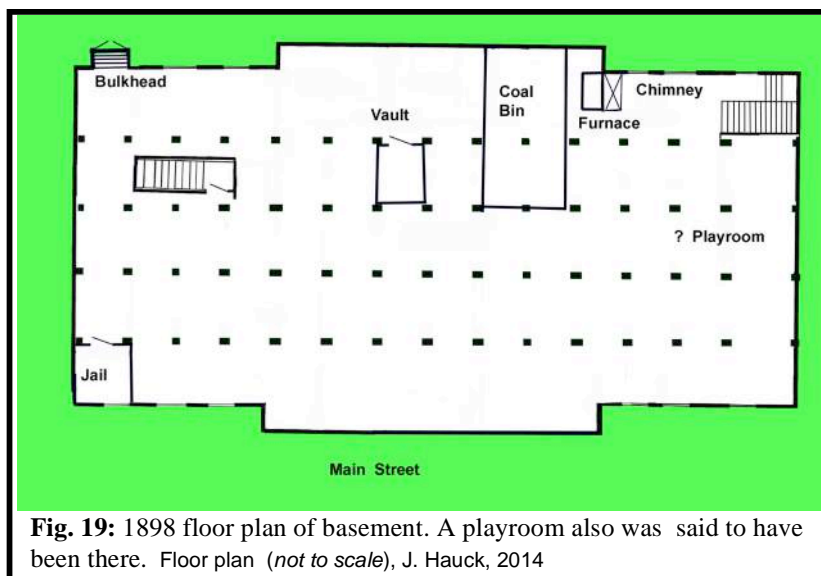 Bulkhead
Vault
Coal
Bin
Chimney
Furnace
? Playroom
Jail
Main Street
Fig. 19: 1898 floor plan of basement. A playroom also was said to have
been there. Floor plan (not to scale), J. Hauck, 2014